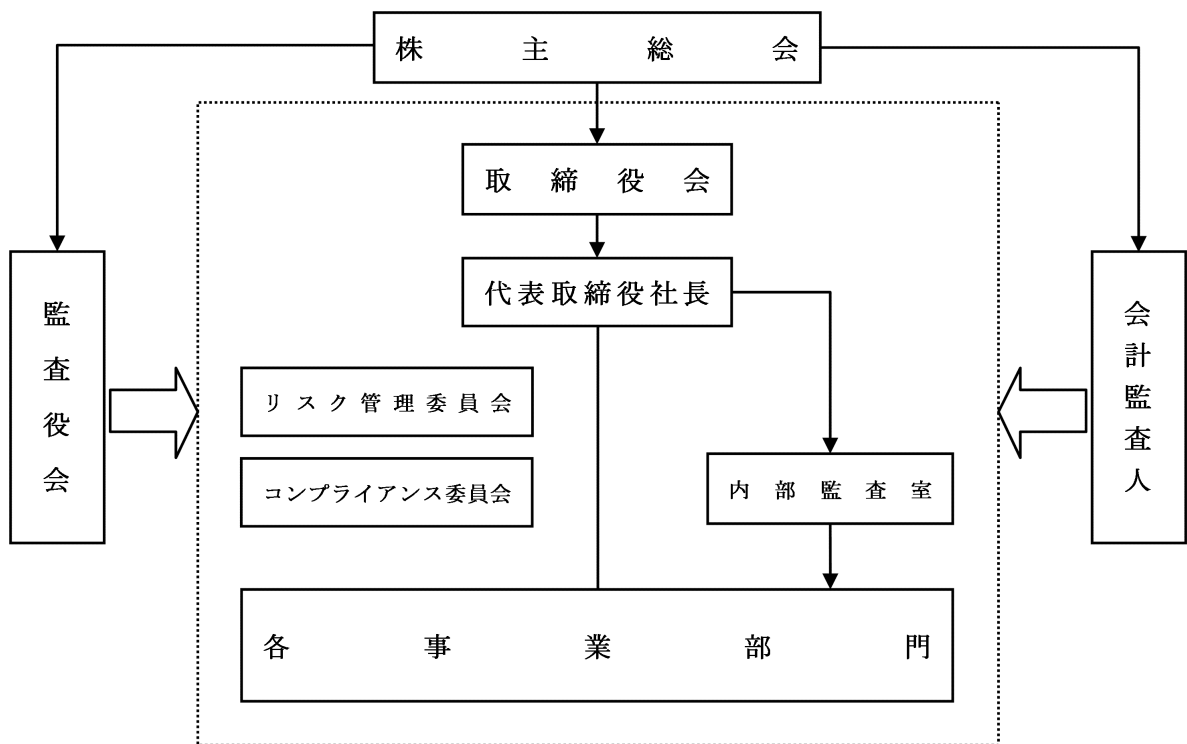 株主総会
取締役会
代表取締役社長
監査役会
会計監査人
リスク管理委員会
コンプライアンス委員会
内部監査室
各事業部門